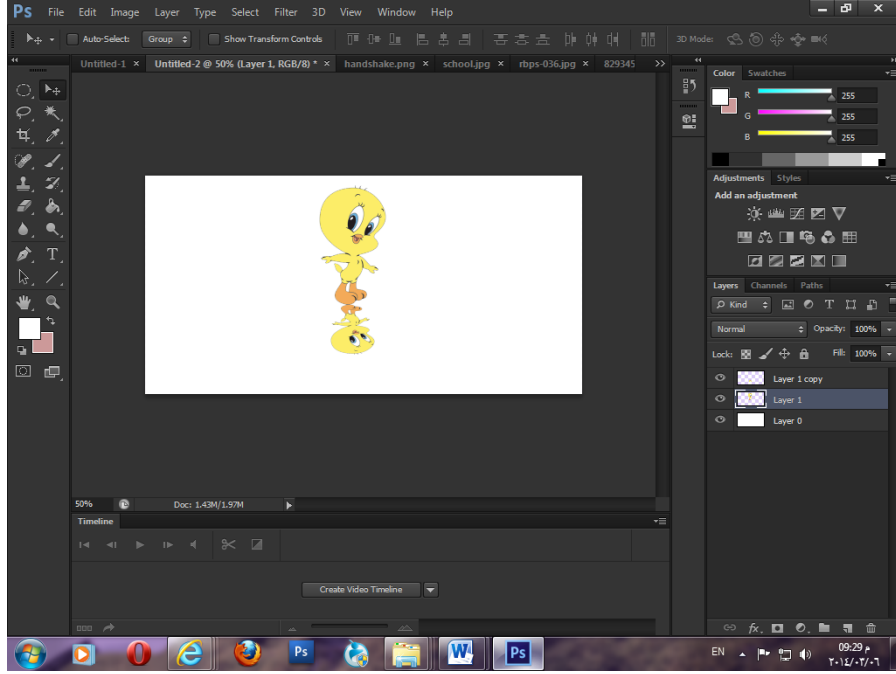 Ps File Edit Image Layer Type Select Filter 3D View Window Help
Auto-Select: Group Show Transform Controls 3D Mode:
Untitled-1 × Untitled-2 @ 50% (Layer 1, RGB/8) * × handshake.png × school.jpg × rbps-036.jpg × 829345 >>
Color Swatches
R 255
G 255
B 255
Adjustments Styles
Add an adjustment
Layers Channels Paths
Kind
Normal Opacity: 100%
Lock: Fill: 100%
Layer 1 copy
Layer 1
Layer 0
50% Doc: 1.43M/1.97M
Timeline
Create Video Timeline
fx.
Ps W Ps EN 09:29 م
٢٠١٤/٠٣/٠٦